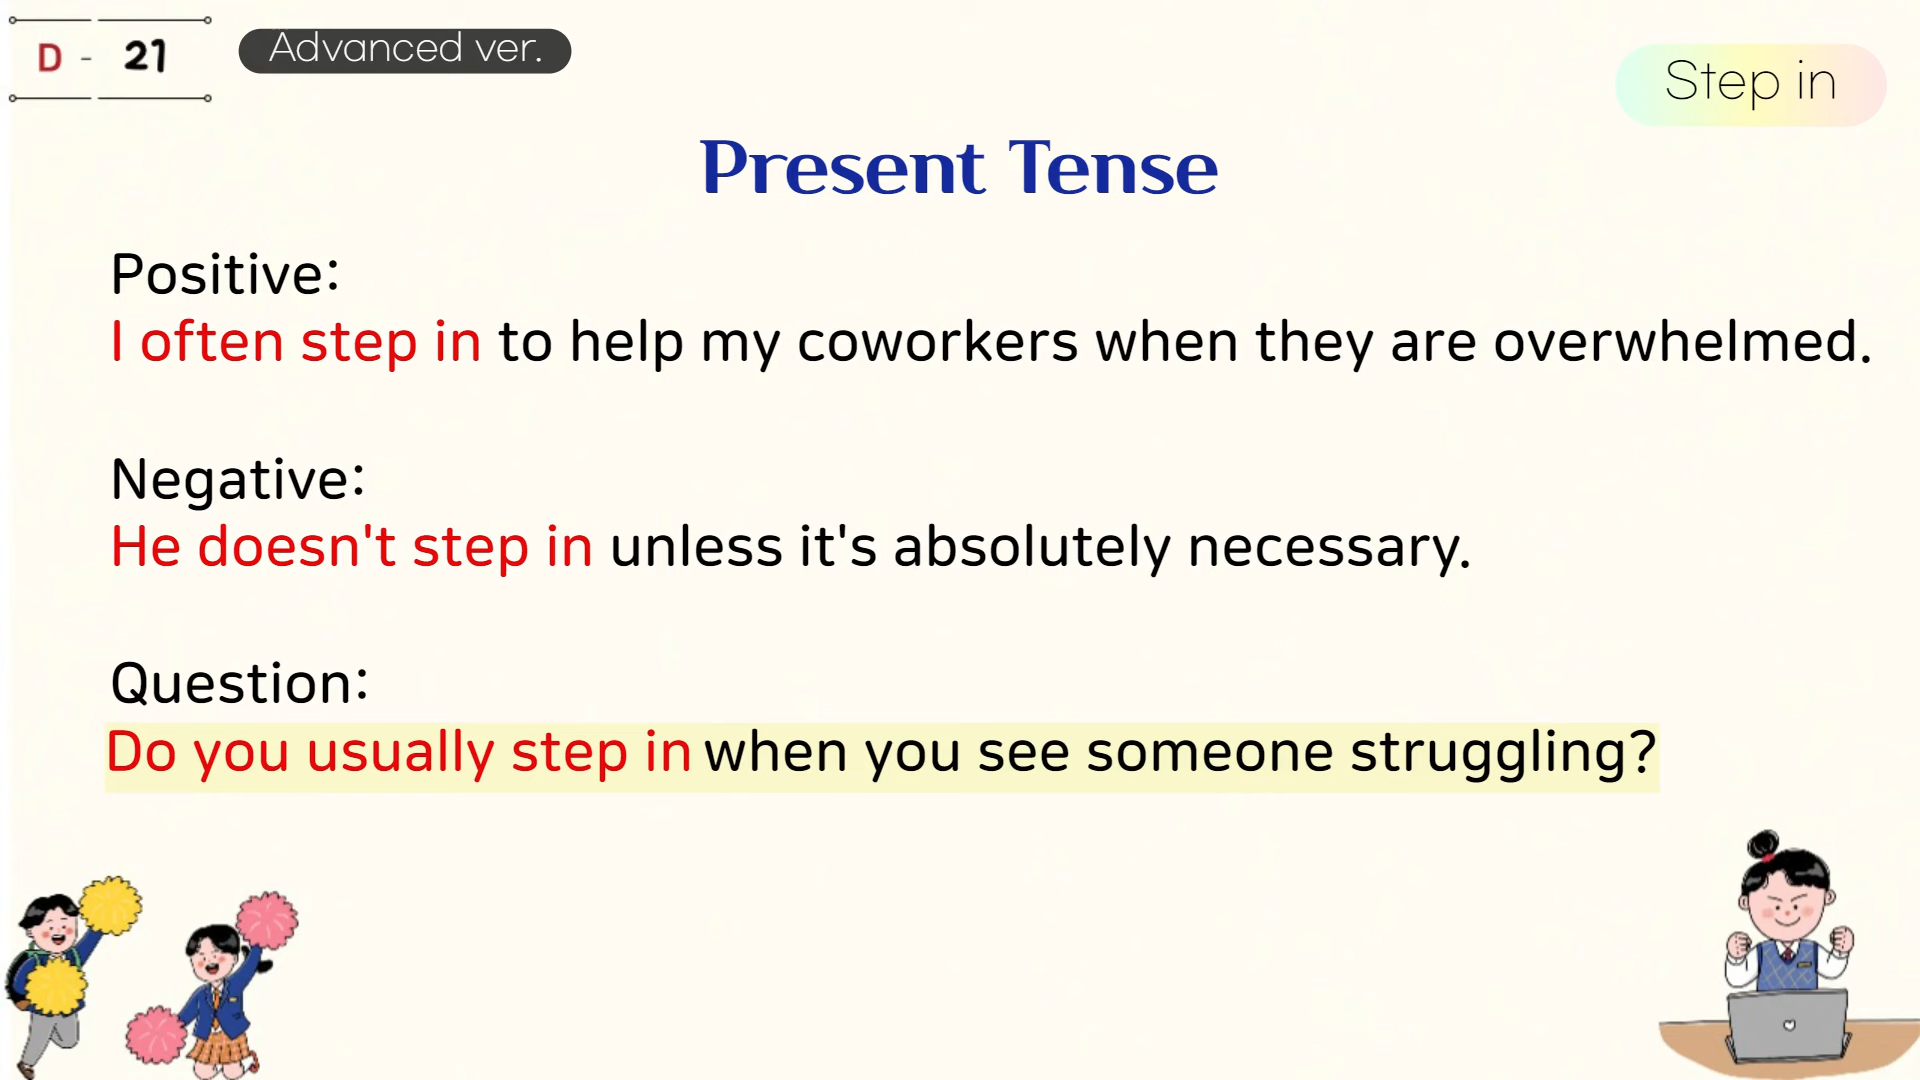 D - 21
Advanced ver.
Step in
Present Tense
Positive:
I often step in to help my coworkers when they are overwhelmed.
Negative:
He doesn't step in unless it's absolutely necessary.
Question:
Do you usually step in when you see someone struggling?